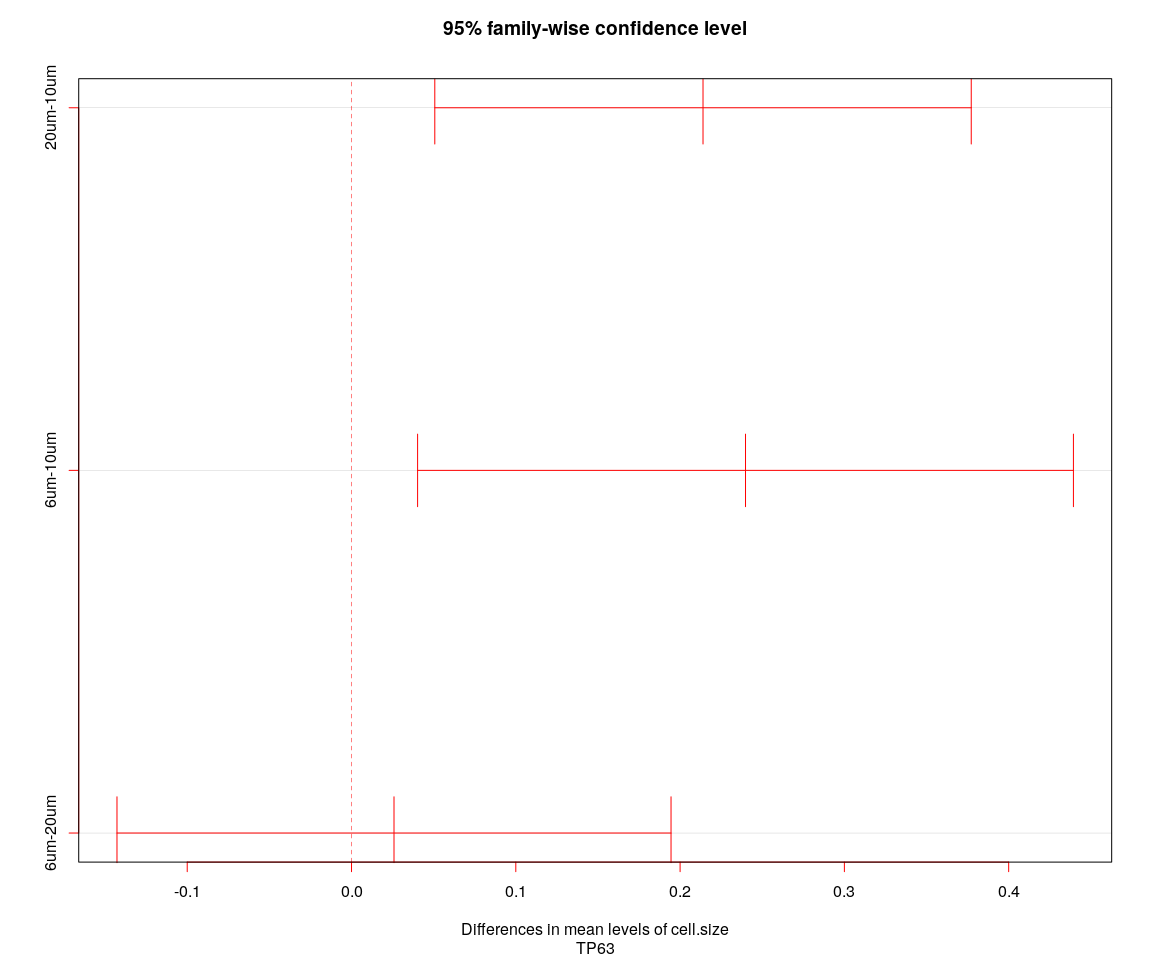 95% family-wise confidence level
20um-10um
6um-10um
6um-20um
-0.1 0.0 0.1 0.2 0.3 0.4
Differences in mean levels of cell.size
TP63